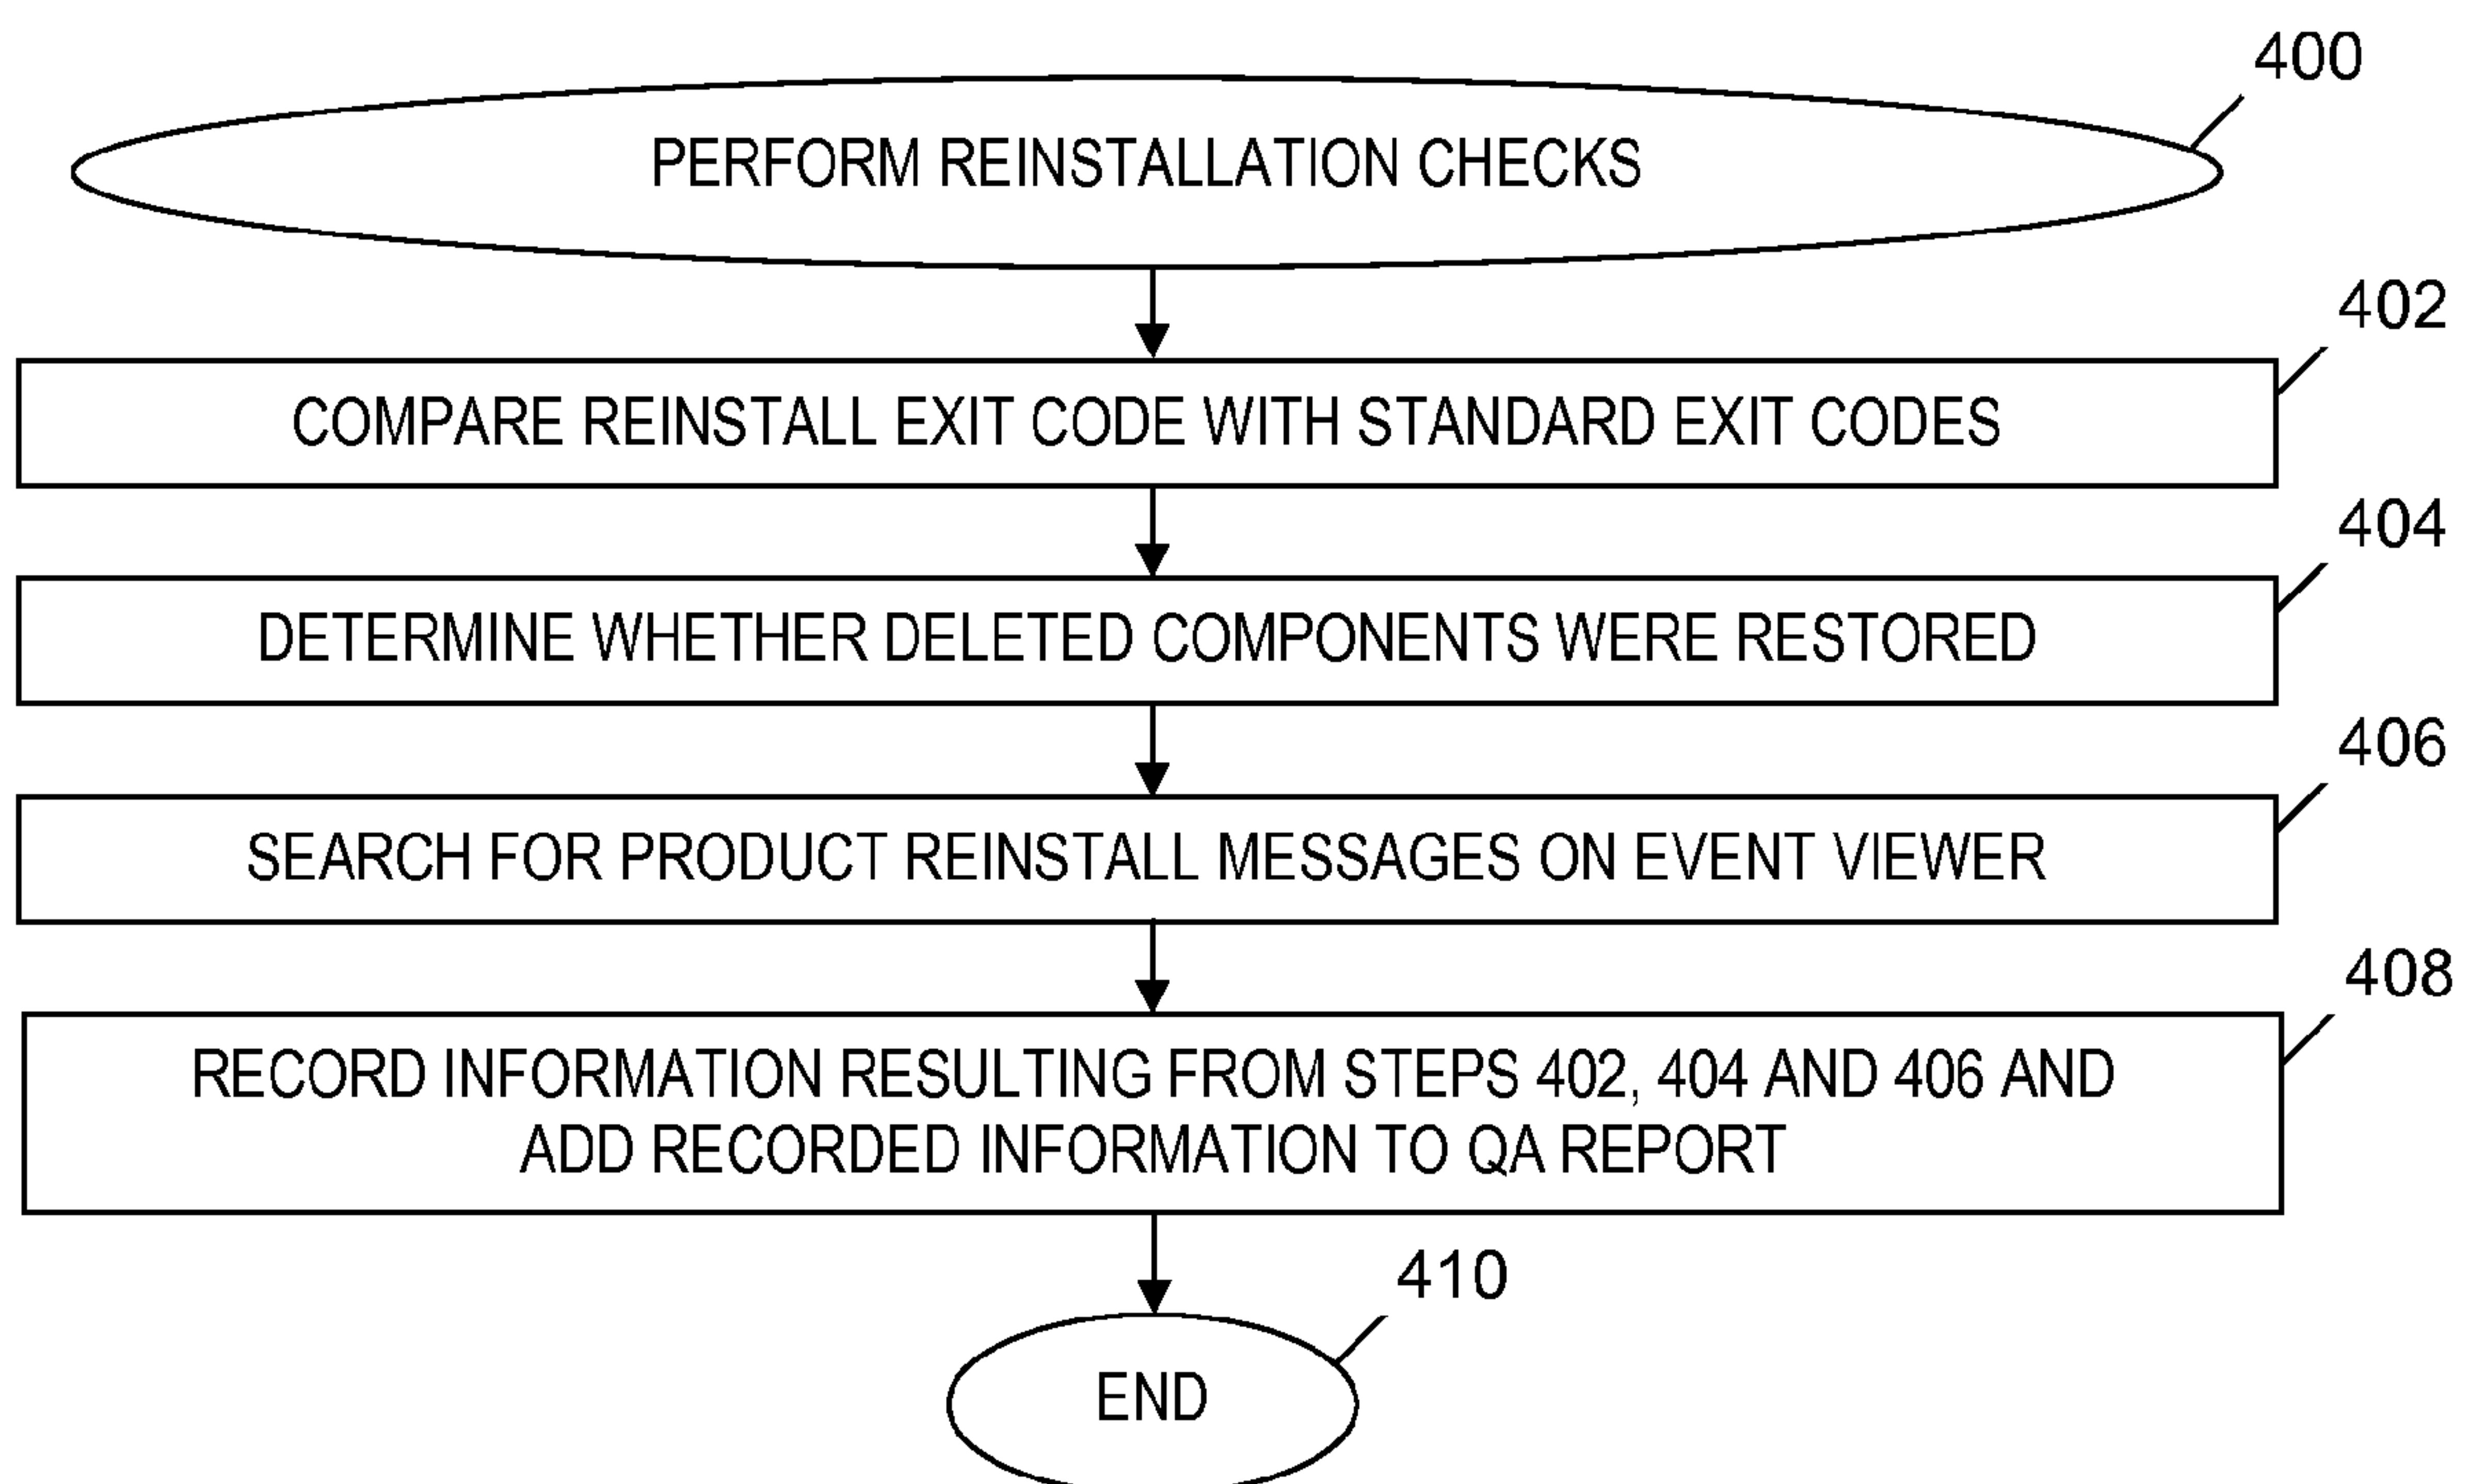 400
PERFORM REINSTALLATION CHECKS
402
COMPARE REINSTALL EXIT CODE WITH STANDARD EXIT CODES
404
DETERMINE WHETHER DELETED COMPONENTS WERE RESTORED
406
SEARCH FOR PRODUCT REINSTALL MESSAGES ON EVENT VIEWER
408
RECORD INFORMATION RESULTING FROM STEPS 402, 404 AND 406 AND
ADD RECORDED INFORMATION TO QA REPORT
410
END